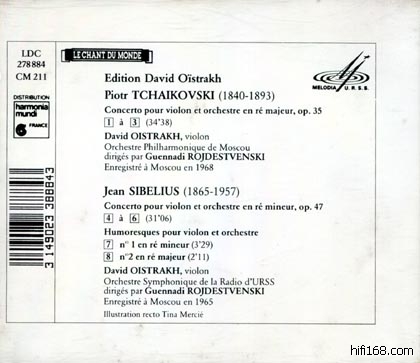 LDC
278884
CM 211
DISTRIBUTION
harmonia
mundi
FRANCE
3 149023 388843
LE CHANT DU MONDE
MELODIA U.R.S.S.
Edition David Oïstrakh
Piotr TCHAIKOVSKI (1840-1893)
Concerto pour violon et orchestre en ré majeur, op. 35
1 à 3 (34'38)
David OISTRAKH, violon
Orchestre Philharmonique de Moscou
dirigés par Guennadi ROJDESTVENSKI
Enregistré à Moscou en 1968
Jean SIBELIUS (1865-1957)
Concerto pour violon et orchestre en ré mineur, op. 47
4 à 6 (31'06)
Humoresques pour violon et orchestre
7 n° 1 en ré mineur (3'29)
8 n° 2 en ré majeur (2'11)
David OISTRAKH, violon
Orchestre Symphonique de la Radio d'URSS
dirigés par Guennadi ROJDESTVENSKI
Enregistré à Moscou en 1965
Illustration recto Tina Mercié
hifi168.com